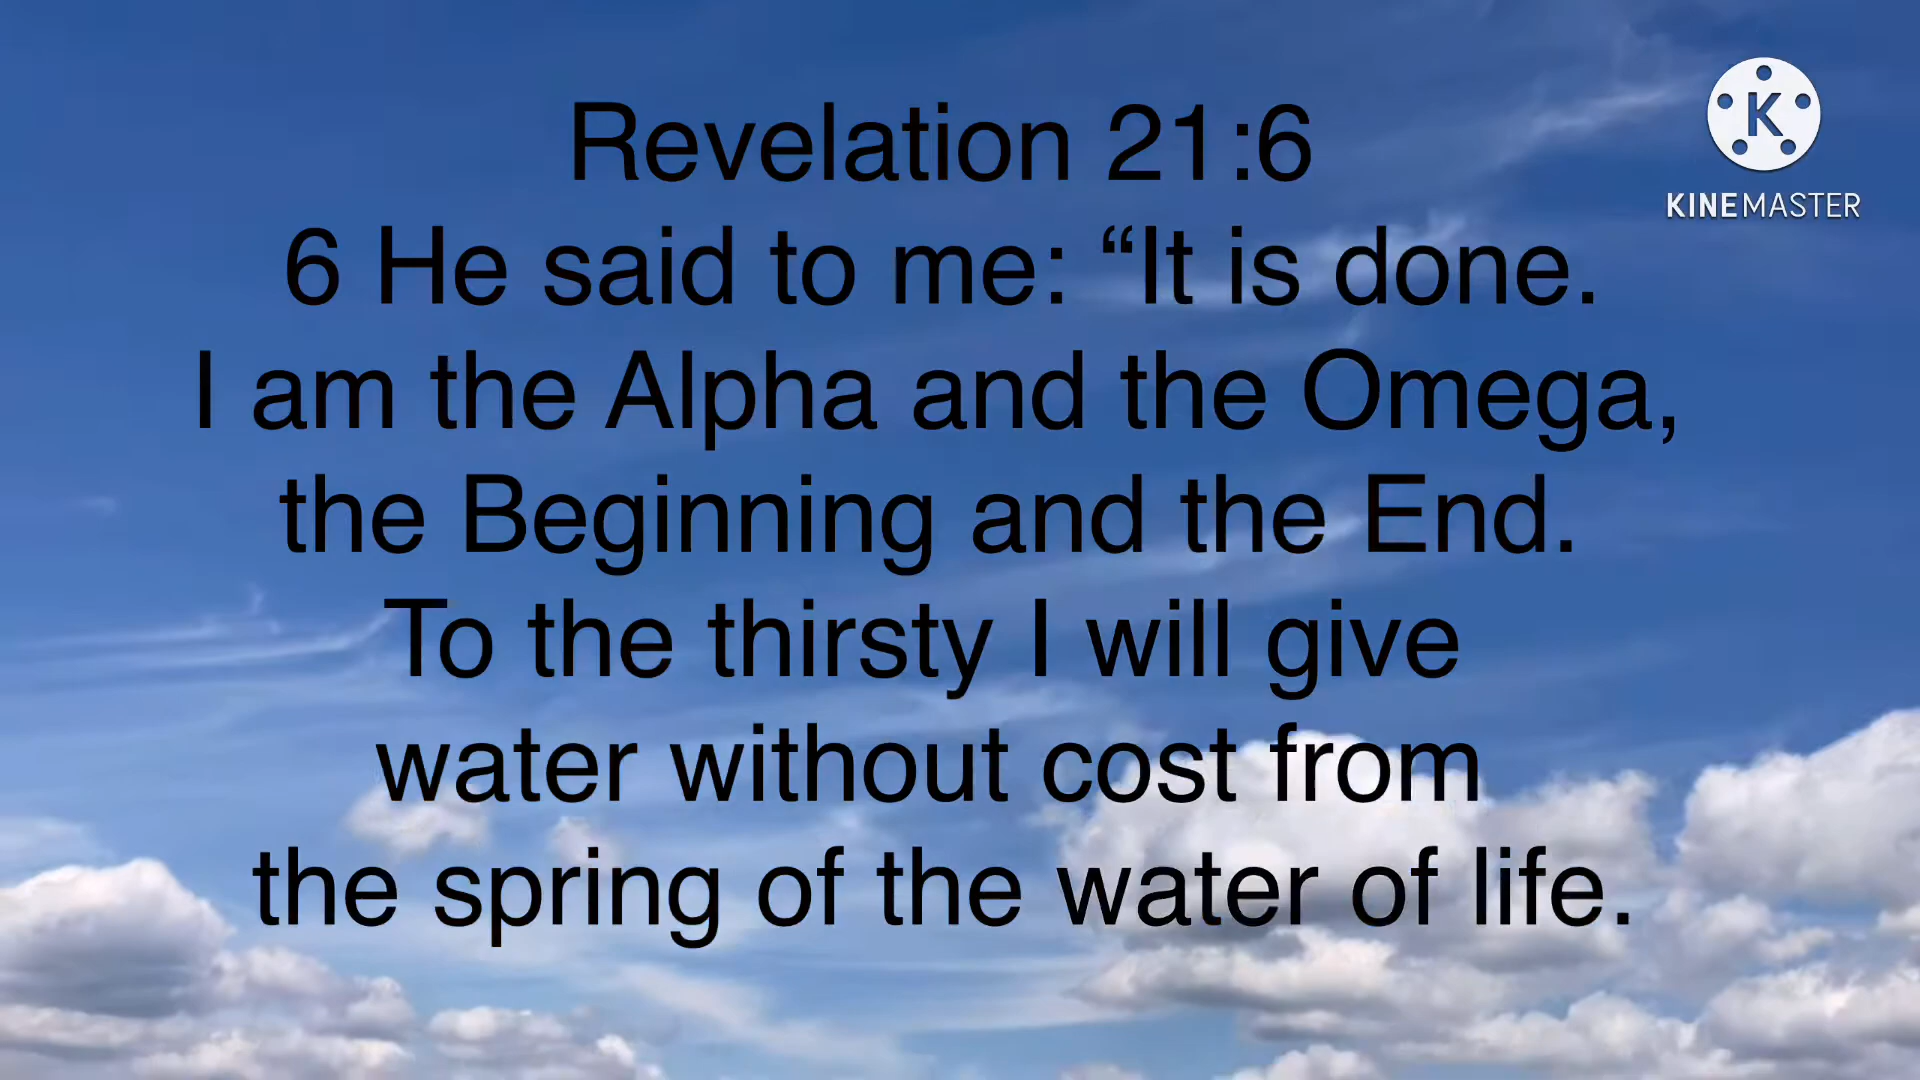 Revelation 21:6
6 He said to me: “It is done.
I am the Alpha and the Omega,
the Beginning and the End.
To the thirsty I will give
water without cost from
the spring of the water of life.
K
KINEMASTER